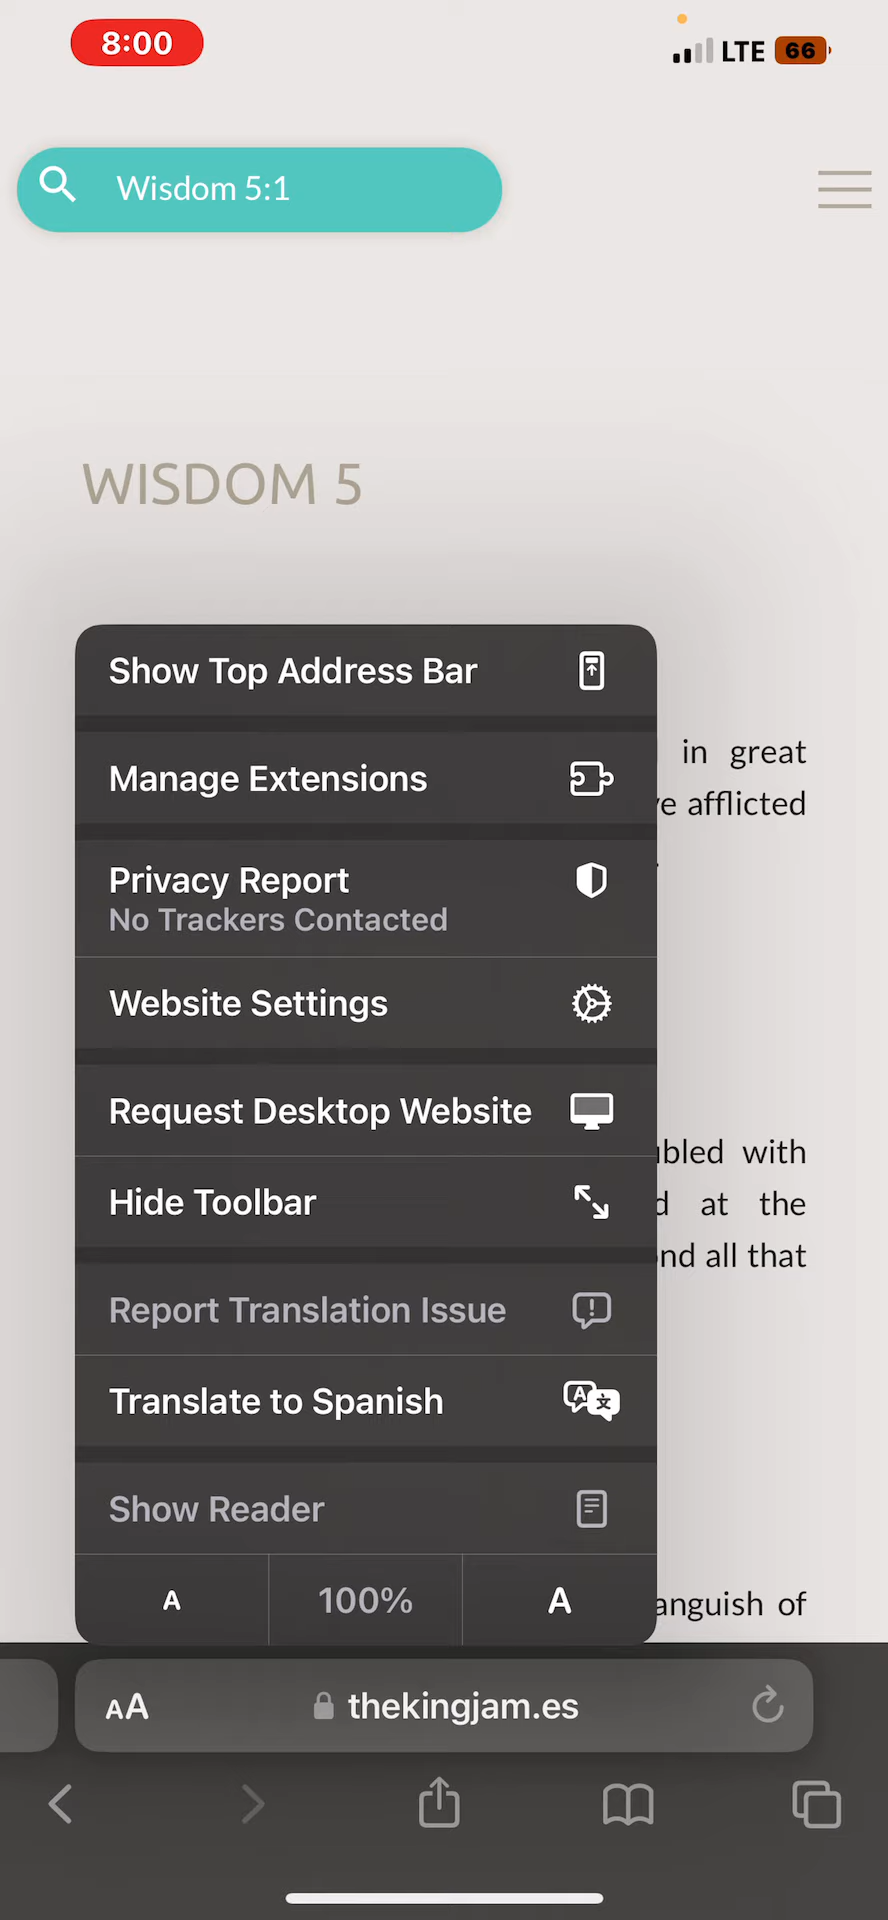 8:00
LTE 66
Wisdom 5:1
WISDOM 5
Show Top Address Bar
Manage Extensions
in great
afflicted
Privacy Report
No Trackers Contacted
Website Settings
Request Desktop Website
with
Hide Toolbar
at the
all that
Report Translation Issue
Translate to Spanish
Show Reader
A 100% A
anguish of
AA thekingjam.es